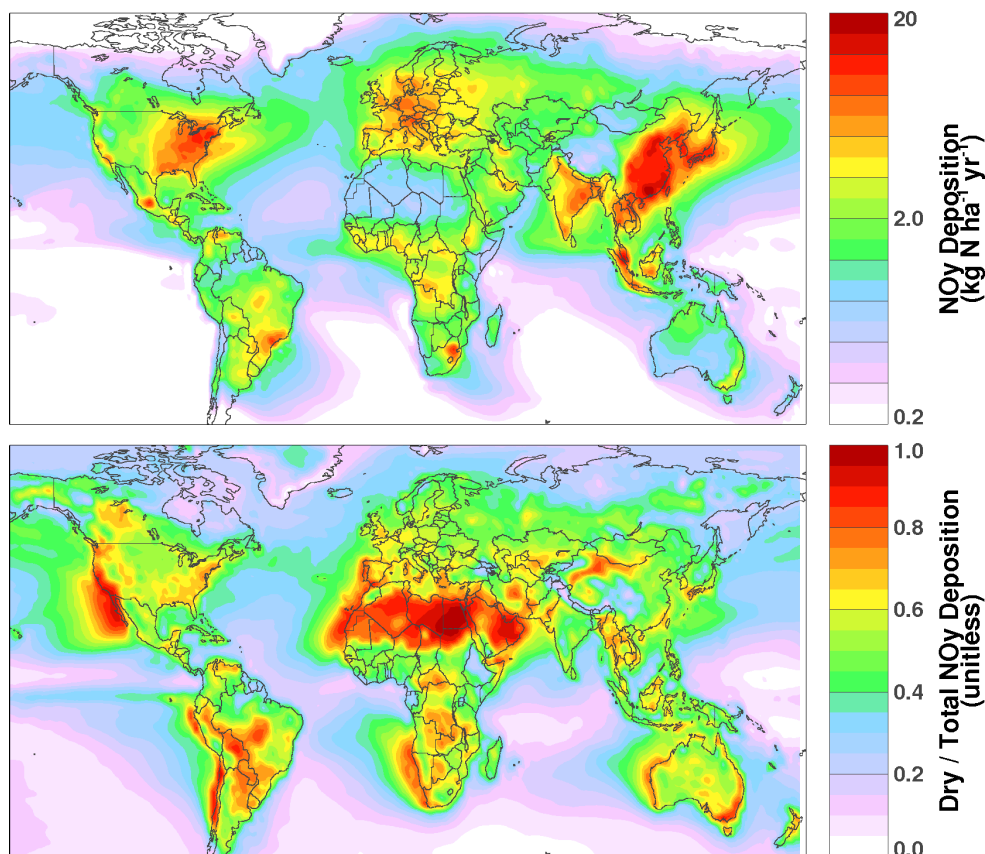 20
2.0
0.2
NOy Deposition
(kg N ha⁻¹ yr⁻¹)
1.0
0.8
0.6
0.4
0.2
0.0
Dry / Total NOy Deposition
(unitless)